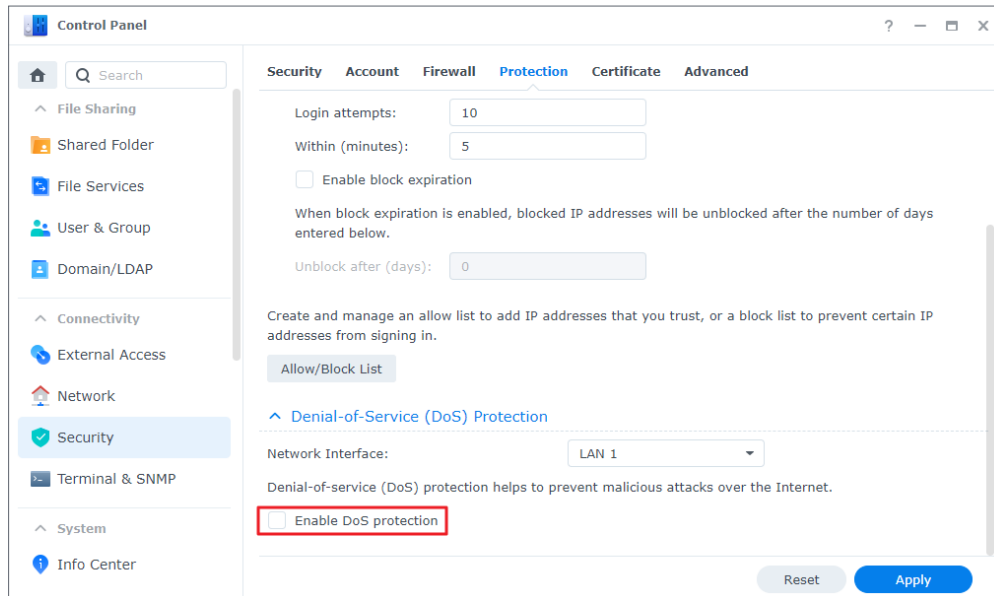 Control Panel
?
Search
File Sharing
Shared Folder
File Services
User & Group
Domain/LDAP
Connectivity
External Access
Network
Security
Terminal & SNMP
System
Info Center
Security Account Firewall Protection Certificate Advanced
Login attempts: 10
Within (minutes): 5
Enable block expiration
When block expiration is enabled, blocked IP addresses will be unblocked after the number of days
entered below.
Unblock after (days): 0
Create and manage an allow list to add IP addresses that you trust, or a block list to prevent certain IP
addresses from signing in.
Allow/Block List
Denial-of-Service (DoS) Protection
Network Interface: LAN 1
Denial-of-service (DoS) protection helps to prevent malicious attacks over the Internet.
Enable DoS protection
Reset Apply